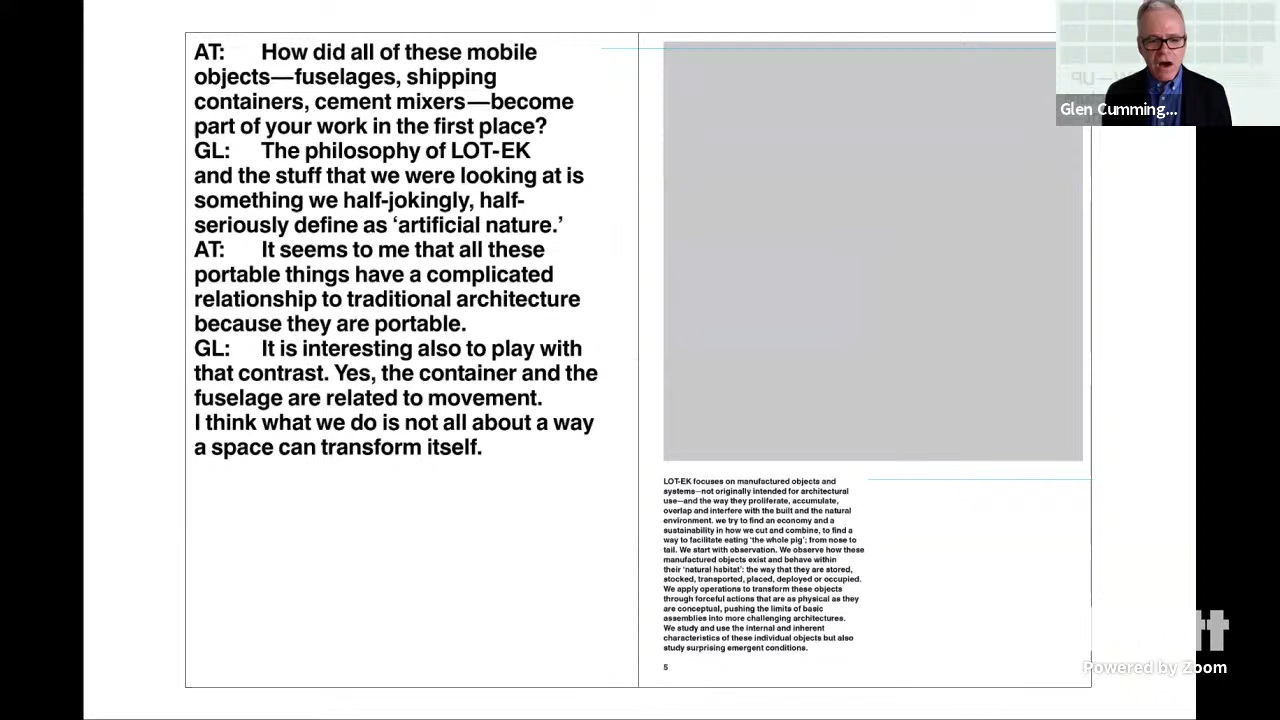 AT: How did all of these mobile
objects—fuselages, shipping
containers, cement mixers—become
part of your work in the first place?
GL: The philosophy of LOT-EK
and the stuff that we were looking at is
something we half-jokingly, half-
seriously define as ‘artificial nature.’
AT: It seems to me that all these
portable things have a complicated
relationship to traditional architecture
because they are portable.
GL: It is interesting also to play with
that contrast. Yes, the container and the
fuselage are related to movement.
I think what we do is not all about a way
a space can transform itself.
LOT-EK focuses on manufactured objects and
systems—not originally intended for architectural
use—and the way they proliferate, accumulate,
overlap and interfere with the built and the natural
environment. we try to find an economy and a
sustainability in how we cut and combine, to find a
way to facilitate eating ‘the whole pig’; from nose to
tail. We start with observation. We observe how these
manufactured objects exist and behave within
their ‘natural habitat’: the way that they are stored,
stocked, transported, placed, deployed or occupied.
We apply operations to transform these objects
through forceful actions that are as physical as they
are conceptual, pushing the limits of basic
assemblies into more challenging architectures.
We study and use the internal and inherent
characteristics of these individual objects but also
study surprising emergent conditions.
5
Glen Cumming...
tt
Powered by Zoom